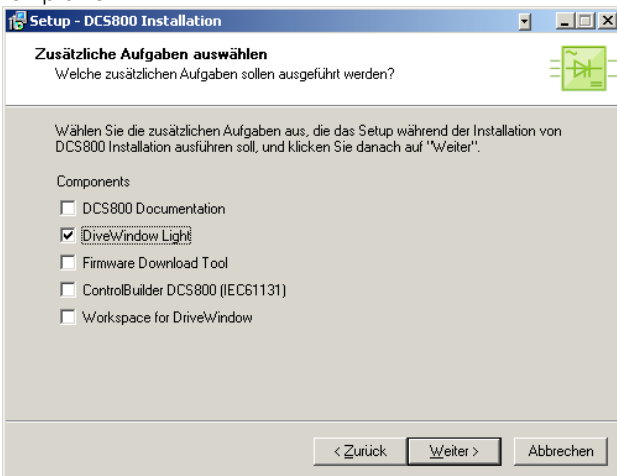 Setup - DCS800 Installation
Zusätzliche Aufgaben auswählen
Welche zusätzlichen Aufgaben sollen ausgeführt werden?
Wählen Sie die zusätzlichen Aufgaben aus, die das Setup während der Installation von
DCS800 Installation ausführen soll, und klicken Sie danach auf "Weiter".
Components
DCS800 Documentation
DiveWindow Light
Firmware Download Tool
ControlBuilder DCS800 (IEC61131)
Workspace for DriveWindow
< Zurück Weiter > Abbrechen